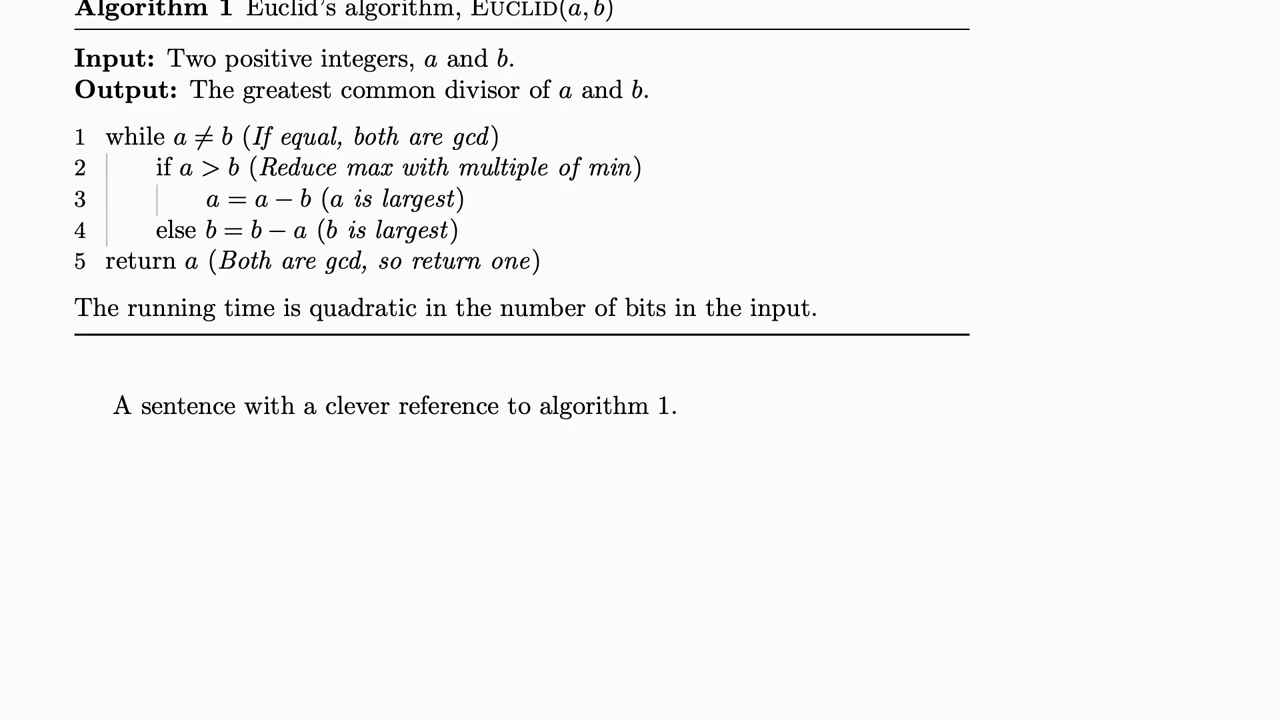 Algorithm 1 Euclid's algorithm, EUCLID(a, b)
Input: Two positive integers, a and b.
Output: The greatest common divisor of a and b.
1 while a ≠ b (If equal, both are gcd)
2 if a > b (Reduce max with multiple of min)
3 a = a − b (a is largest)
4 else b = b − a (b is largest)
5 return a (Both are gcd, so return one)
The running time is quadratic in the number of bits in the input.
A sentence with a clever reference to algorithm 1.